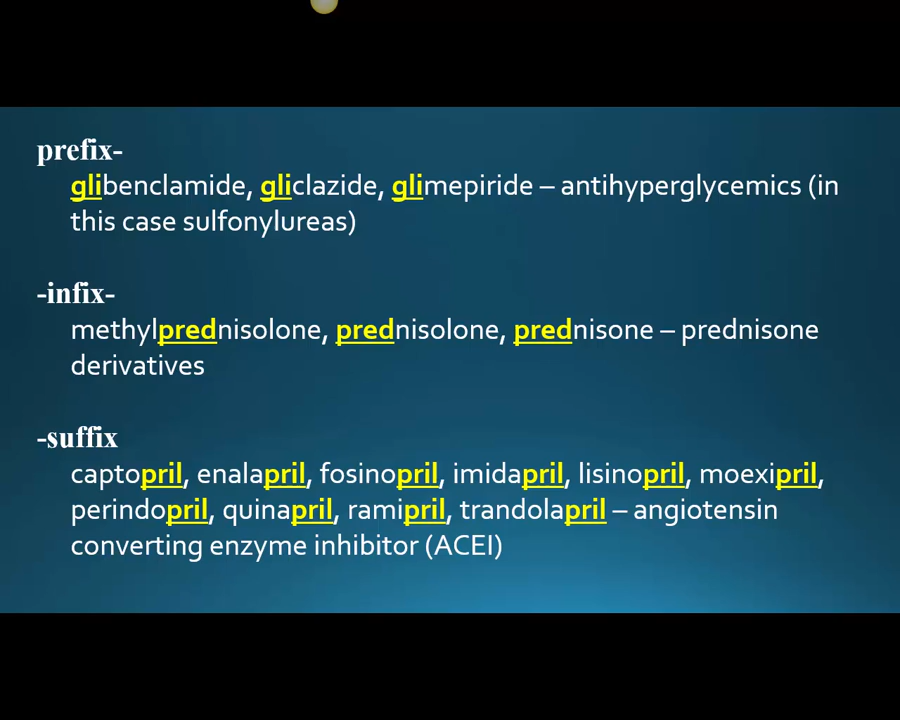 prefix-
glibenclamide, gliclazide, glimepiride – antihyperglycemics (in
this case sulfonylureas)
-infix-
methylprednisolone, prednisolone, prednisone – prednisone
derivatives
-suffix
captopril, enalapril, fosinopril, imidapril, lisinopril, moexipril,
perindopril, quinapril, ramipril, trandolapril – angiotensin
converting enzyme inhibitor (ACEI)